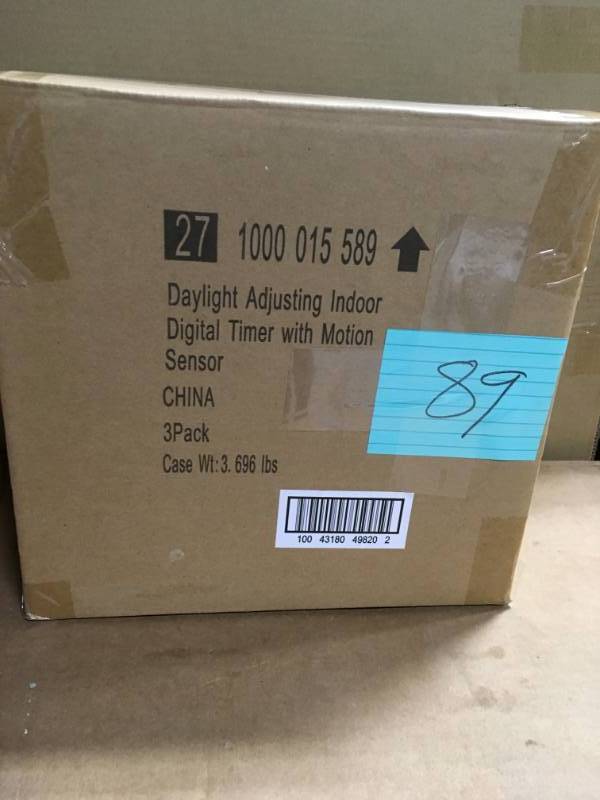 27 1000 015 589
Daylight Adjusting Indoor
Digital Timer with Motion
Sensor
CHINA
3Pack
Case Wt:3.696 lbs
89
100 43180 49820 2